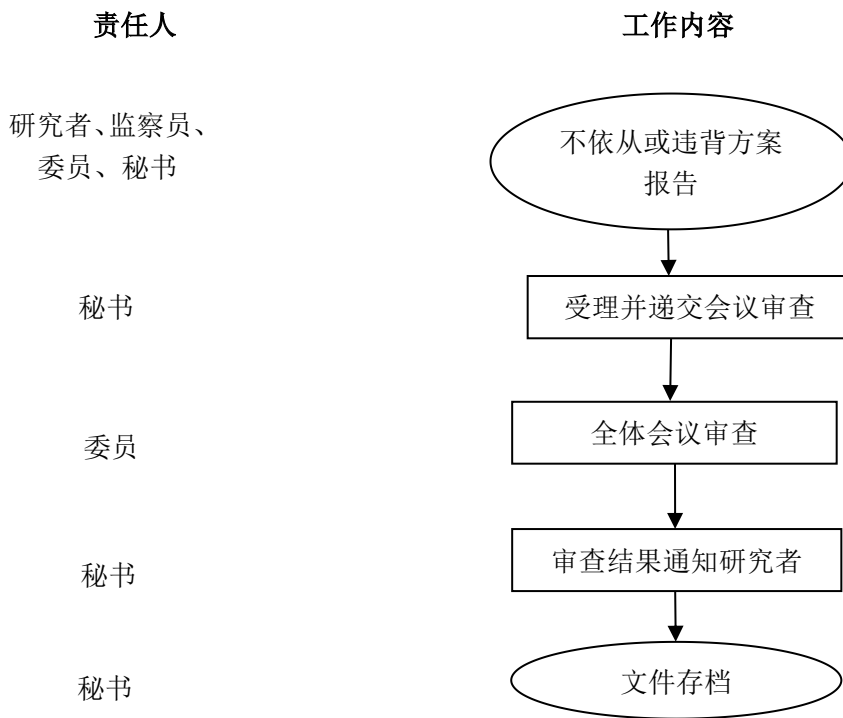 责任人
工作内容
研究者、监察员、
委员、秘书
不依从或违背方案
报告
秘书
受理并递交会议审查
委员
全体会议审查
秘书
审查结果通知研究者
秘书
文件存档